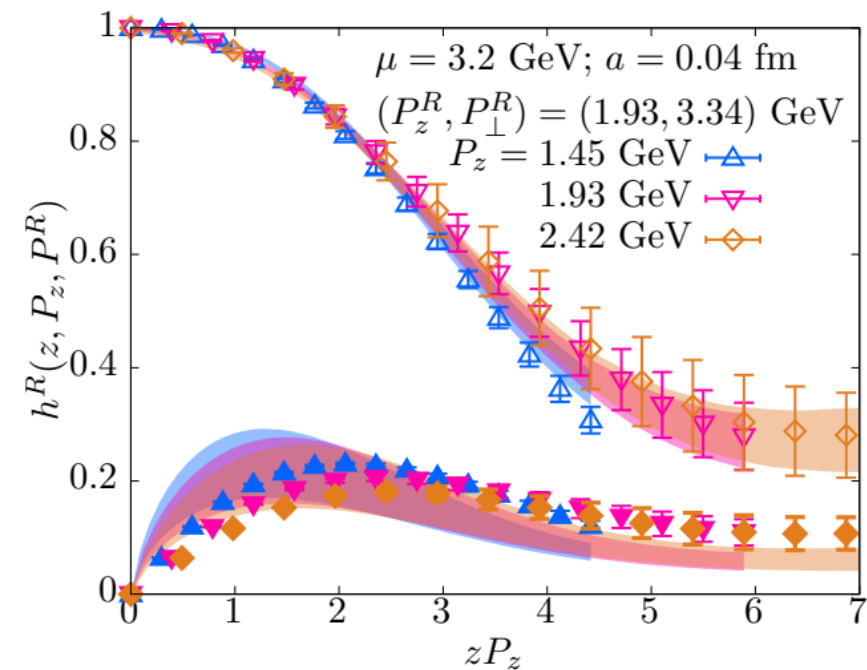 μ = 3.2 GeV; a = 0.04 fm
(P_z^R, P_⊥^R) = (1.93, 3.34) GeV
P_z = 1.45 GeV
1.93 GeV
2.42 GeV
h^R(z, P_z, P^R)
1
0.8
0.6
0.4
0.2
0
0 1 2 3 4 5 6 7
zP_z